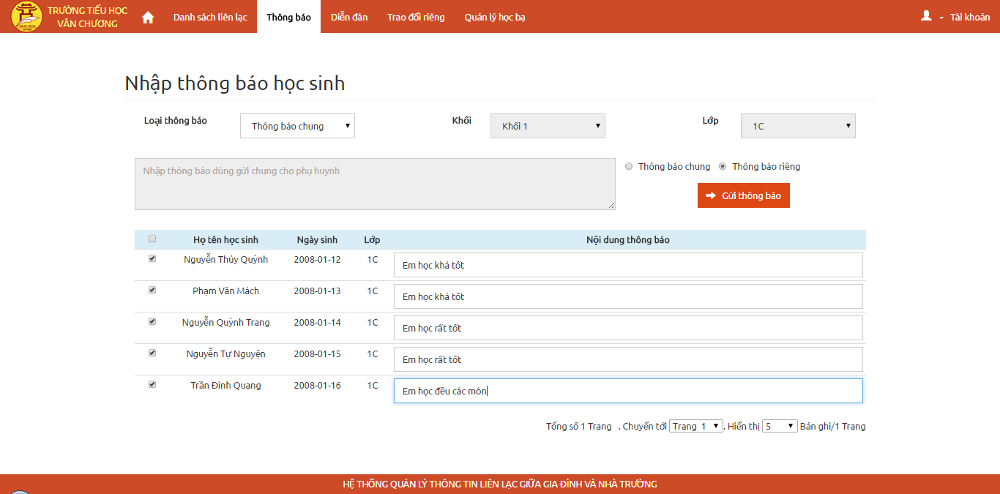 TRƯỜNG TIỂU HỌC
VĂN CHƯƠNG
Danh sách liên lạc Thông báo Diễn đàn Trao đổi riêng Quản lý học bạ Tài khoản
Nhập thông báo học sinh
Loại thông báo Thông báo chung Khối Khối 1 Lớp 1C
Nhập thông báo dùng gửi chung cho phụ huynh
Thông báo chung Thông báo riêng
Gửi thông báo
Họ tên học sinh Ngày sinh Lớp Nội dung thông báo
Nguyễn Thúy Quỳnh 2008-01-12 1C Em học khá tốt
Phạm Văn Mách 2008-01-13 1C Em học khá tốt
Nguyễn Quỳnh Trang 2008-01-14 1C Em học rất tốt
Nguyễn Tự Nguyện 2008-01-15 1C Em học rất tốt
Trần Đình Quang 2008-01-16 1C Em học đều các môn
Tổng số 1 Trang . Chuyển tới Trang 1 . Hiển thị 5 Bản ghi/1 Trang
HỆ THỐNG QUẢN LÝ THÔNG TIN LIÊN LẠC GIỮA GIA ĐÌNH VÀ NHÀ TRƯỜNG